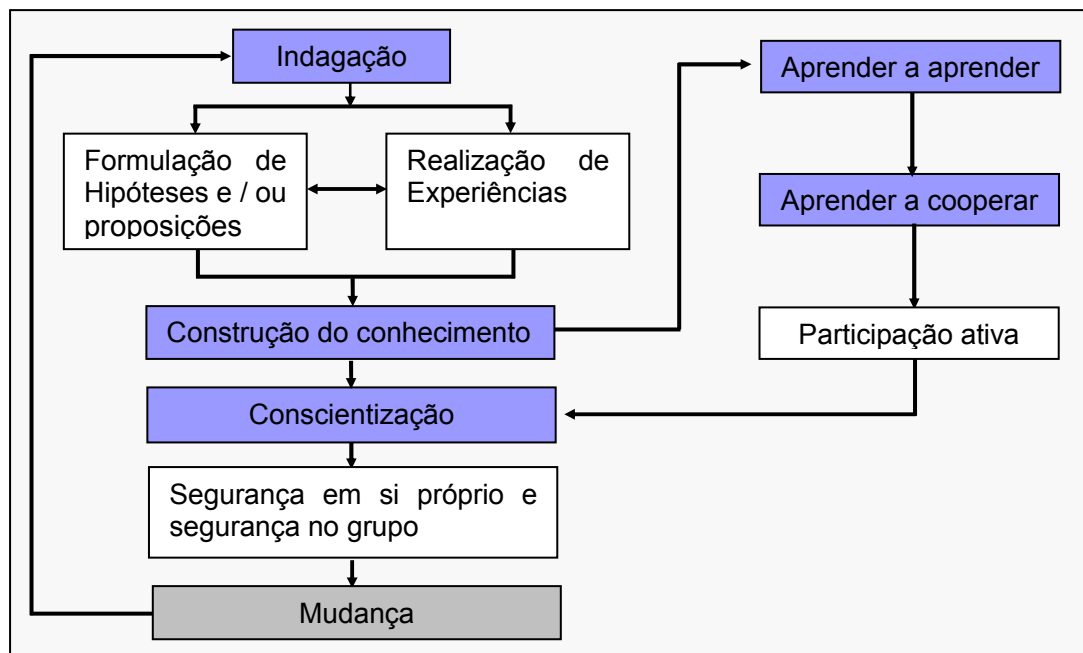 Indagação
Formulação de
Hipóteses e / ou
proposições
Realização de
Experiências
Construção do conhecimento
Conscientização
Segurança em si próprio e
segurança no grupo
Mudança
Aprender a aprender
Aprender a cooperar
Participação ativa